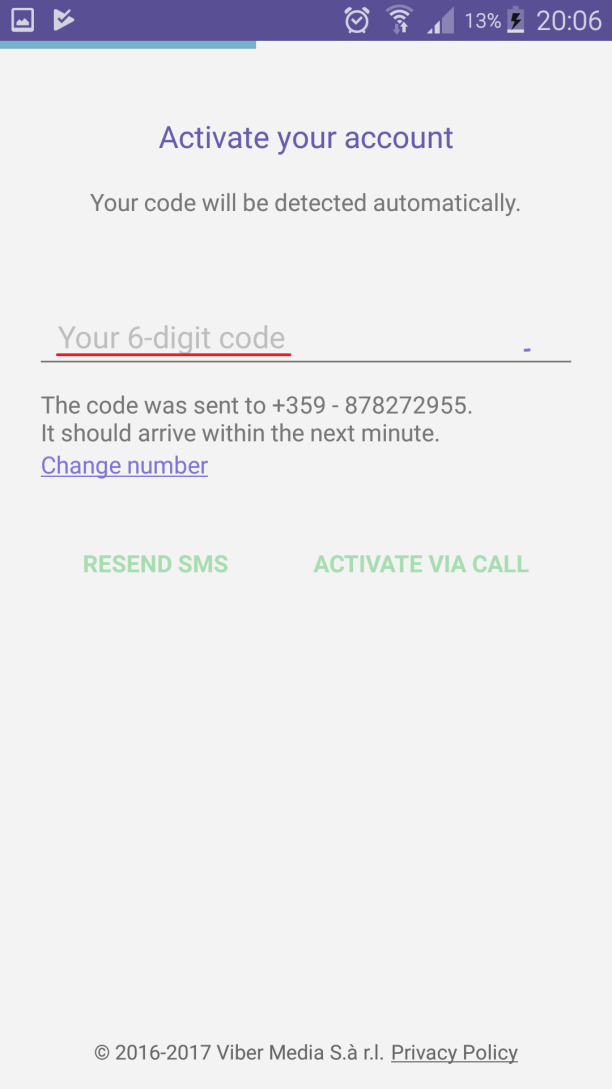 13% 20:06
Activate your account
Your code will be detected automatically.
Your 6-digit code
The code was sent to +359 - 878272955.
It should arrive within the next minute.
Change number
RESEND SMS ACTIVATE VIA CALL
© 2016-2017 Viber Media S.à r.l. Privacy Policy